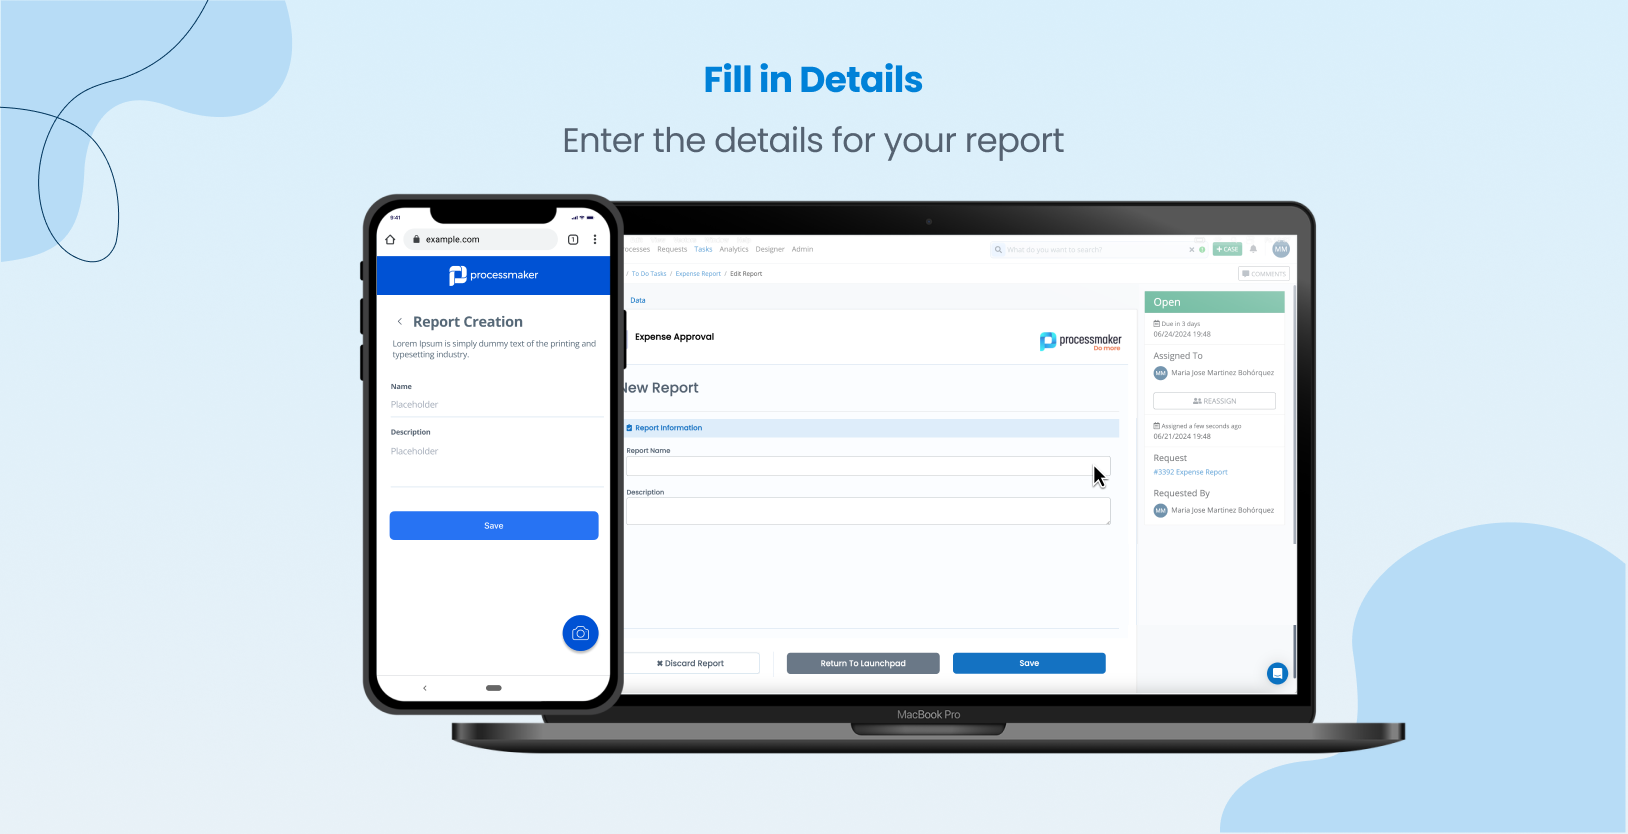 Fill in Details
Enter the details for your report
9:41
example.com
1
processmaker
Report Creation
Lorem Ipsum is simply dummy text of the printing and
typesetting industry.
Name
Placeholder
Description
Placeholder
Save
ocesses Requests Tasks Analytics Designer Admin
What do you want to search?
+ CASE
MM
/ To Do Tasks / Expense Report / Edit Report
COMMENTS
Data
Expense Approval
processmaker
Do more
New Report
Report Information
Report Name
Description
Discard Report
Return To Launchpad
Save
Open
Due in 3 days
06/24/2024 19:48
Assigned To
MM Maria Jose Martinez Bohórquez
REASSIGN
Assigned a few seconds ago
06/21/2024 19:48
Request
#3392 Expense Report
Requested By
MM Maria Jose Martinez Bohórquez
MacBook Pro